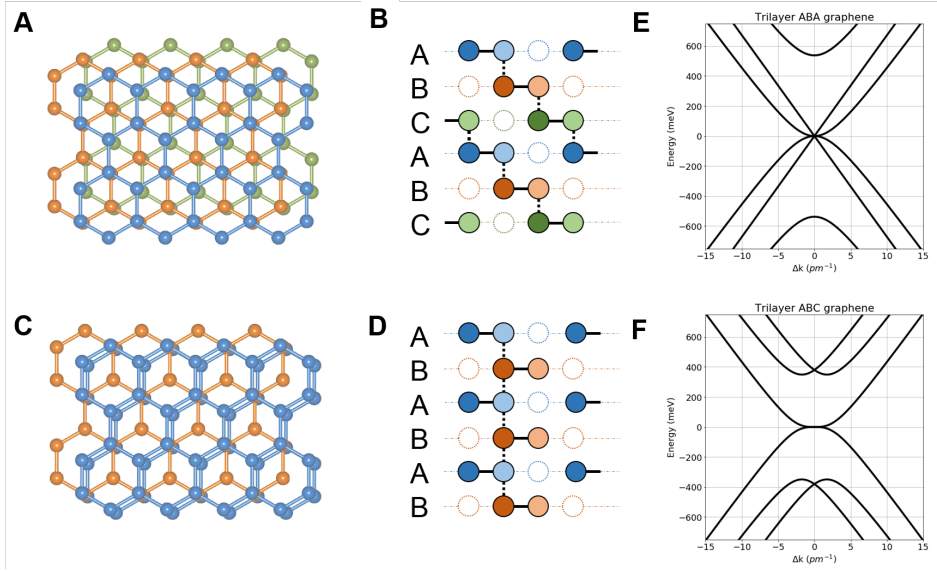 A
B
A
B
C
A
B
C
E
Trilayer ABA graphene
Energy (meV)
600
400
200
0
−200
−400
−600
−15
−10
−5
0
5
10
15
Δk (pm⁻¹)
C
D
A
B
A
B
A
B
F
Trilayer ABC graphene
Energy (meV)
600
400
200
0
−200
−400
−600
−15
−10
−5
0
5
10
15
Δk (pm⁻¹)